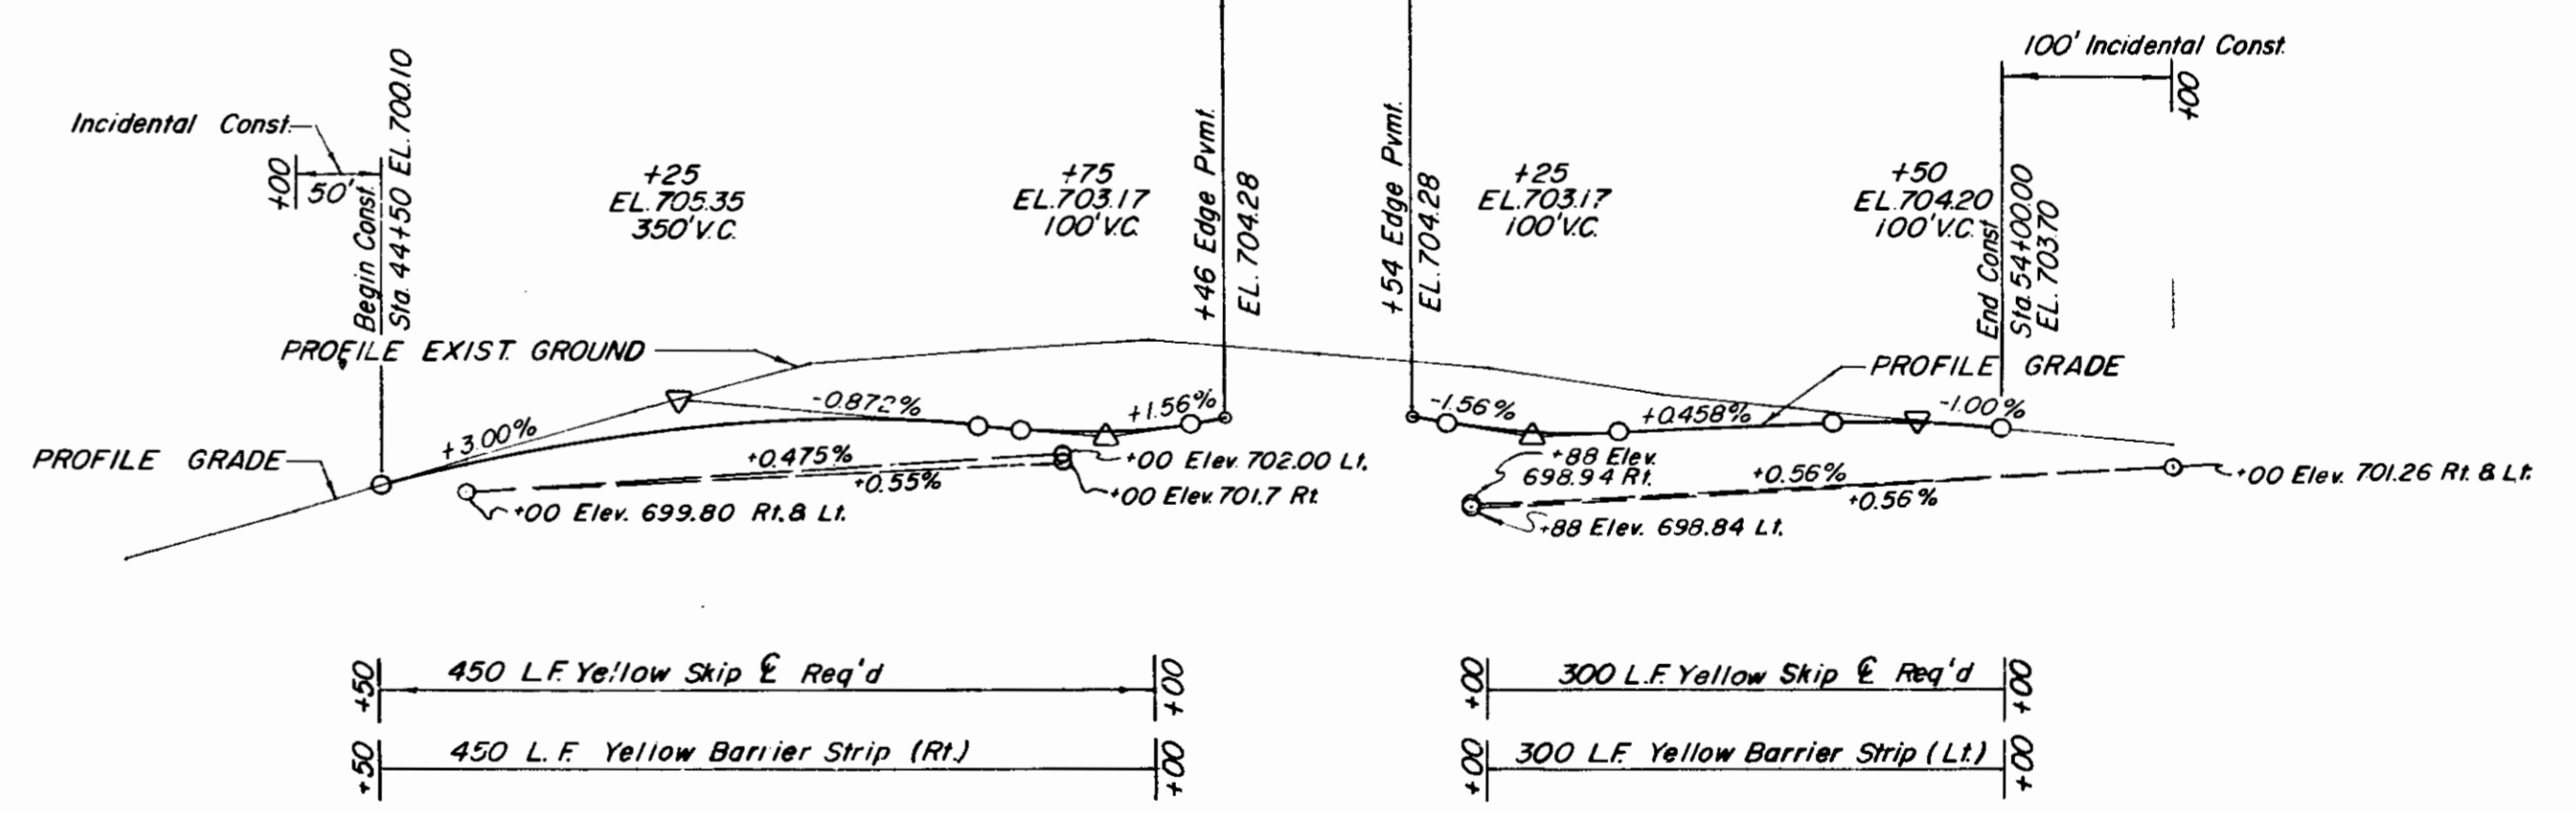 100' Incidental Const.
+00
Incidental Const.
+00
50'
Begin Const.
Sta. 44+50 EL. 700.10
+25
EL. 705.35
350' V.C.
+75
EL. 703.17
100' V.C.
+46 Edge Pvmt.
EL. 704.28
+54 Edge Pvmt.
EL. 704.28
+25
EL. 703.17
100' V.C.
+50
EL. 704.20
100' V.C.
End Const
Sta 54+00.00
EL. 703.70
PROFILE EXIST. GROUND
PROFILE GRADE
-0.872%
+1.56%
-1.56%
+0.458%
-1.00%
+3.00%
PROFILE GRADE
+0.475%
+0.55%
+00 Elev. 702.00 Lt.
+00 Elev. 701.7 Rt
+00 Elev. 699.80 Rt. & Lt.
+88 Elev.
698.94 Rt.
+0.56%
+0.56%
+00 Elev. 701.26 Rt. & Lt.
+88 Elev. 698.84 Lt.
+50
450 L.F. Yellow Skip ℄ Req'd
+00
+00
300 L.F. Yellow Skip ℄ Req'd
+00
+50
450 L.F. Yellow Barrier Strip (Rt.)
+00
+00
300 L.F. Yellow Barrier Strip (Lt.)
+00